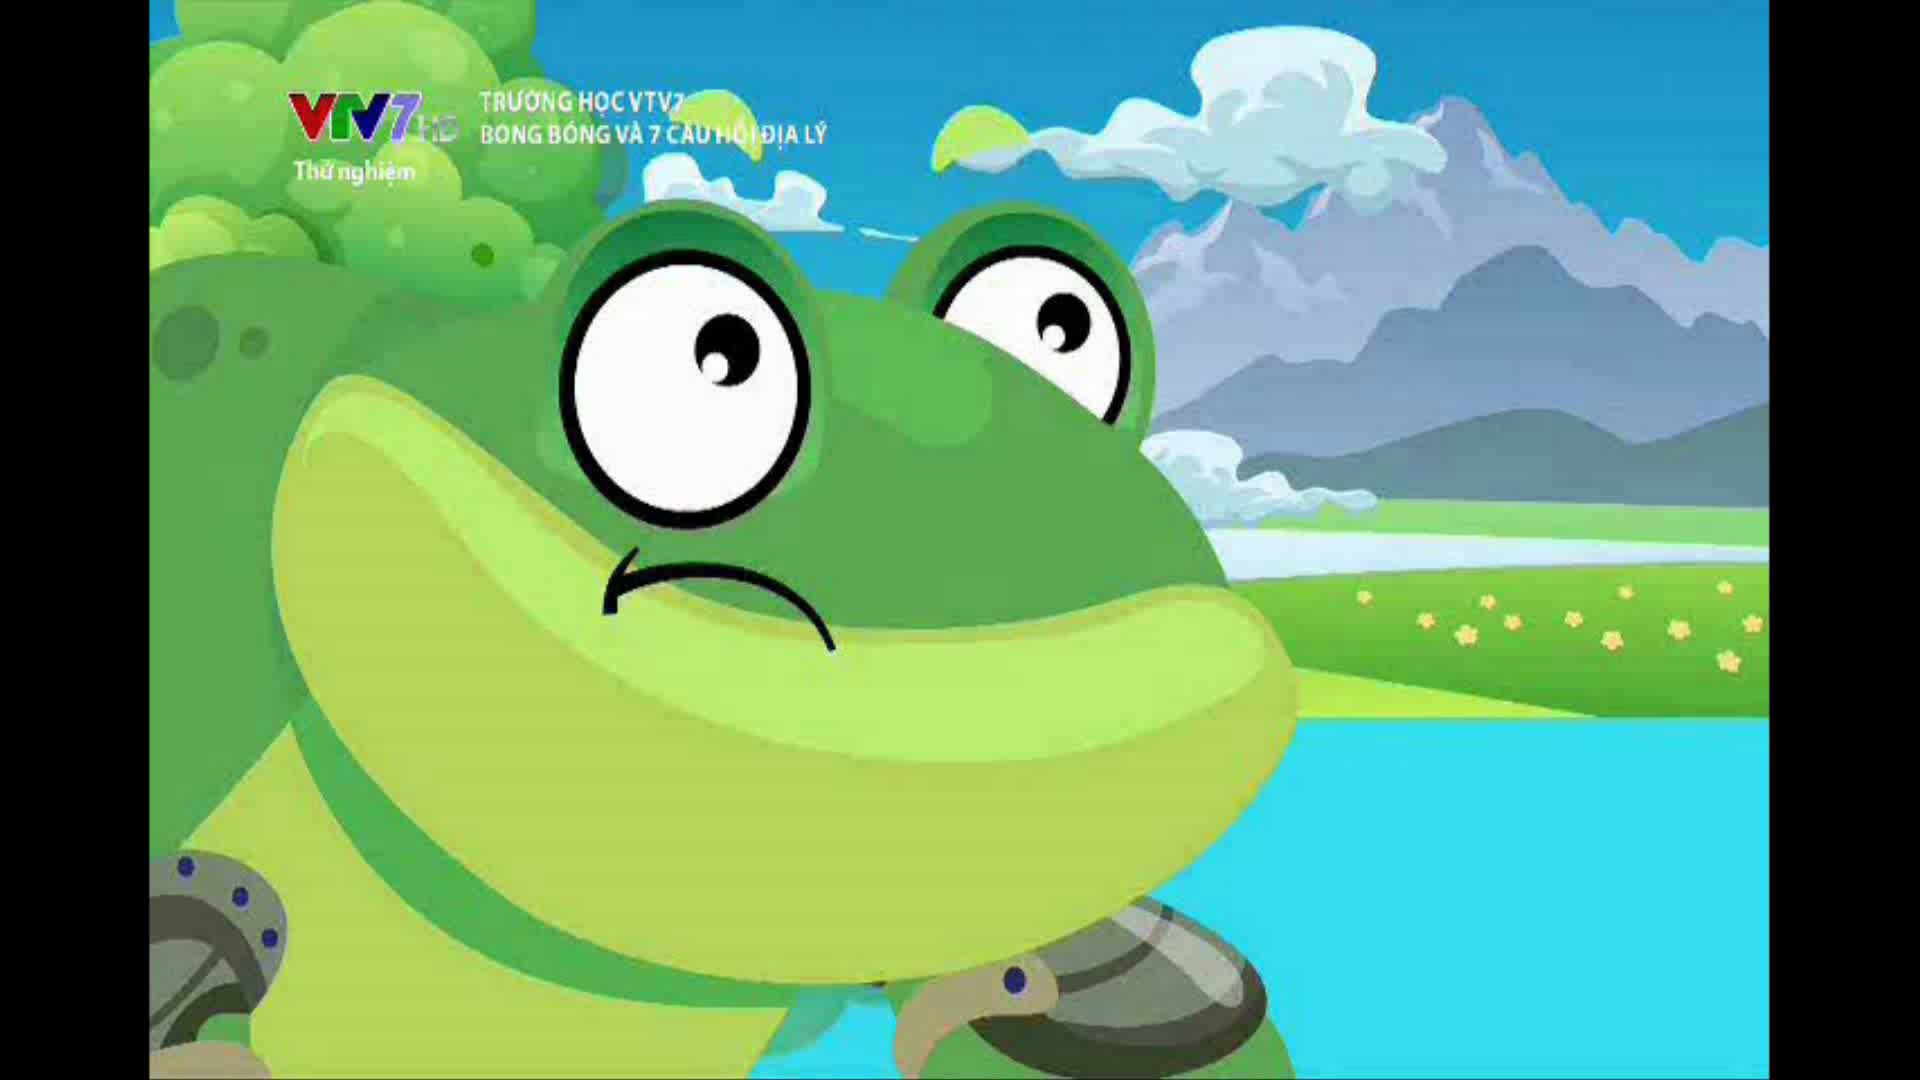 VTV7 HD
Thử nghiệm
TRƯỜNG HỌC VTV7
BONG BÓNG VÀ 7 CÂU HỎI ĐỊA LÝ